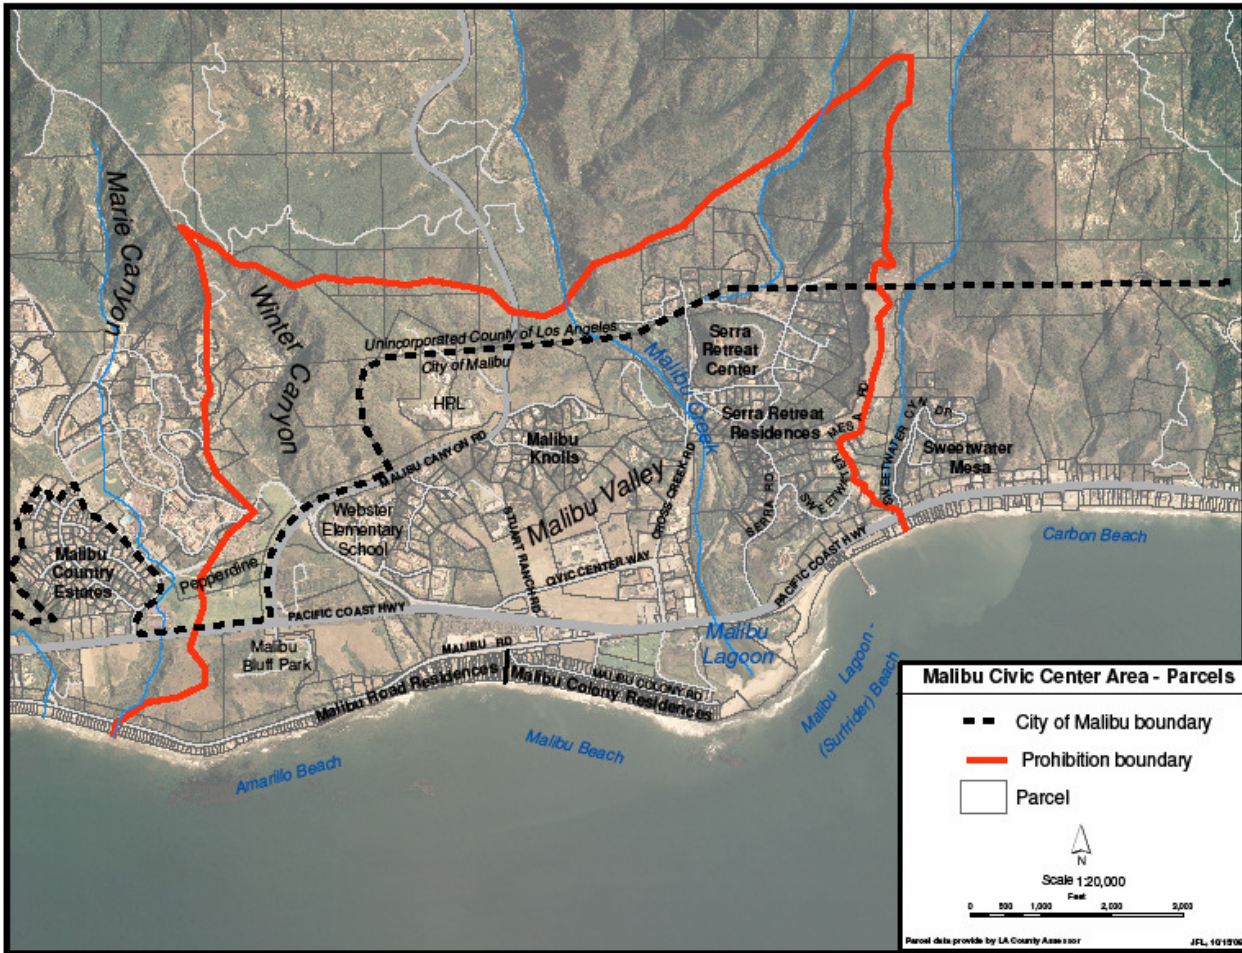 Marie Canyon
Winter Canyon
Unincorporated County of Los Angeles
City of Malibu
HRL
MALIBU CANYON RD
Malibu
Knolls
Malibu Valley
Malibu Creek
Serra
Retreat
Center
Serra Retreat
Residences
MESA RD
SWEETWATER
SWEETWATER CYN DR
Sweetwater
Mesa
Webster
Elementary
School
STUART RANCH RD
CROSS CREEK RD
CIVIC CENTER WAY
SERRA RD
PACIFIC COAST HWY
Carbon Beach
Malibu
Country
Estates
Pepperdine
PACIFIC COAST HWY
Malibu
Bluff Park
MALIBU RD
Malibu Road Residences
Malibu Colony Residences
MALIBU COLONY RD
Malibu
Lagoon
Malibu Lagoon -
(Surfrider) Beach
Malibu Beach
Amarillo Beach
Malibu Civic Center Area - Parcels
City of Malibu boundary
Prohibition boundary
Parcel
N
Scale 1:20,000
Feet
0 500 1,000 2,000 3,000
Parcel data provide by LA County Assessor